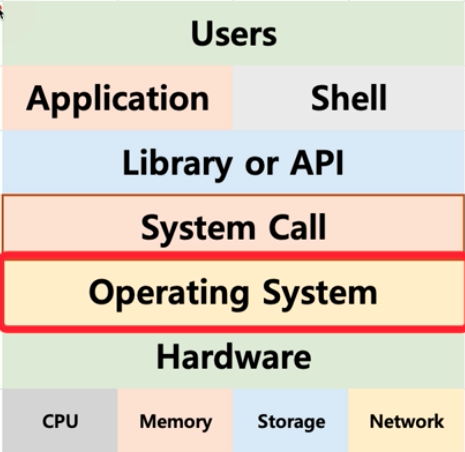 Users
Application Shell
Library or API
System Call
Operating System
Hardware
CPU Memory Storage Network